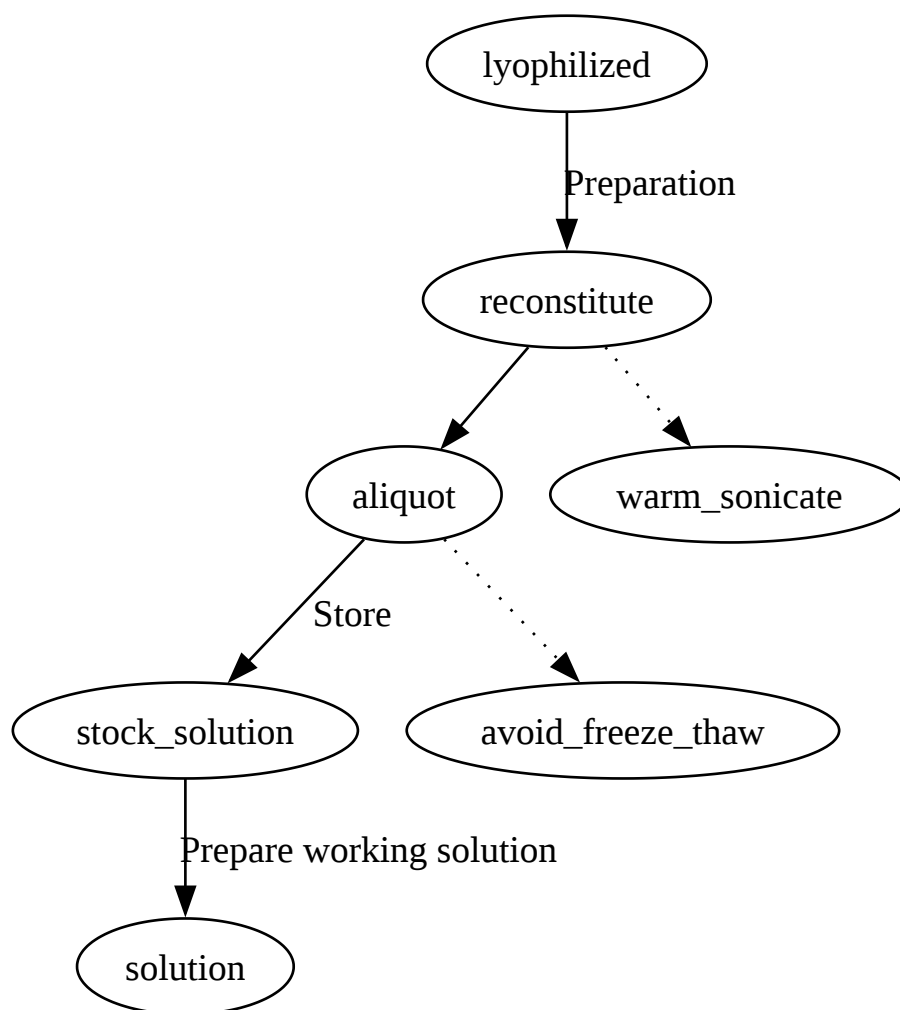 lyophilized
Preparation
reconstitute
aliquot
warm_sonicate
Store
stock_solution
avoid_freeze_thaw
Prepare working solution
solution